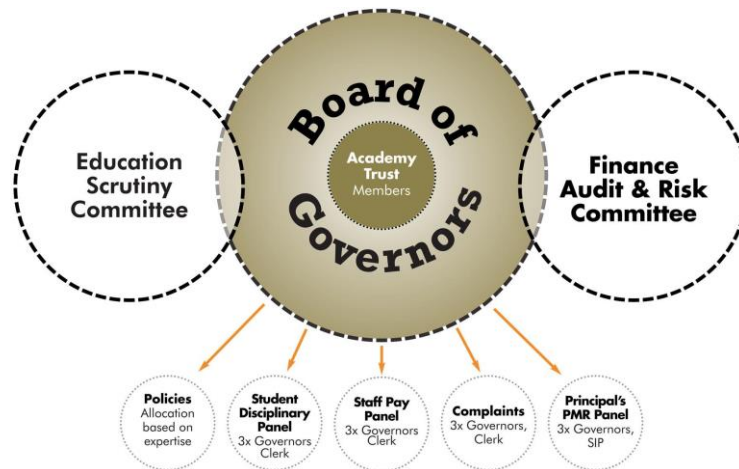 Board of
Governors
Academy
Trust
Members
Education
Scrutiny
Committee
Finance
Audit & Risk
Committee
Policies
Allocation
based on
expertise
Student
Disciplinary
Panel
3x Governors
Clerk
Staff Pay
Panel
3x Governors
Clerk
Complaints
3x Governors,
Clerk
Principal's
PMR Panel
3x Governors,
SIP